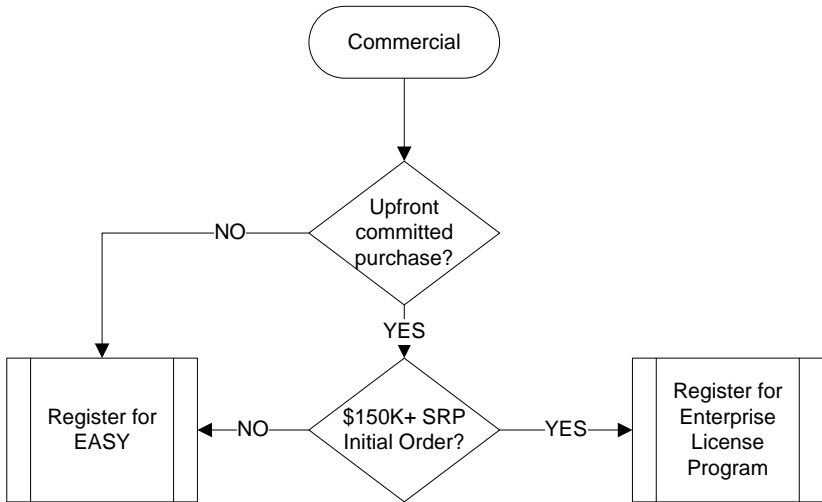 Commercial
Upfront
committed
purchase?
NO
YES
Register for
EASY
NO
$150K+ SRP
Initial Order?
YES
Register for
Enterprise
License
Program